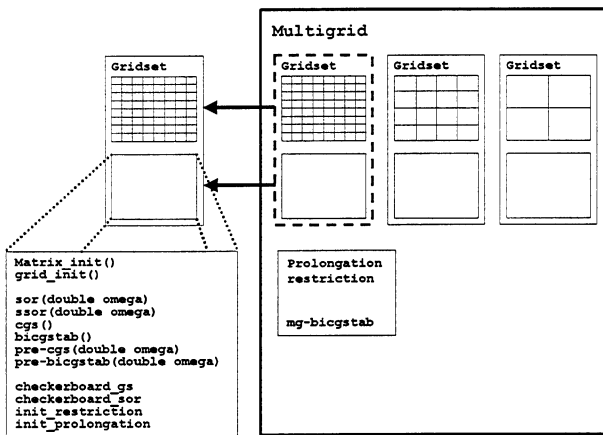 Multigrid
Gridset
Gridset
Gridset
Gridset
Matrix_init()
grid_init()
sor(double omega)
ssor(double omega)
cgs()
bicgstab()
pre-cgs(double omega)
pre-bicgstab(double omega)
checkerboard_gs
checkerboard_sor
init_restriction
init_prolongation
Prolongation
restriction
mg-bicgstab